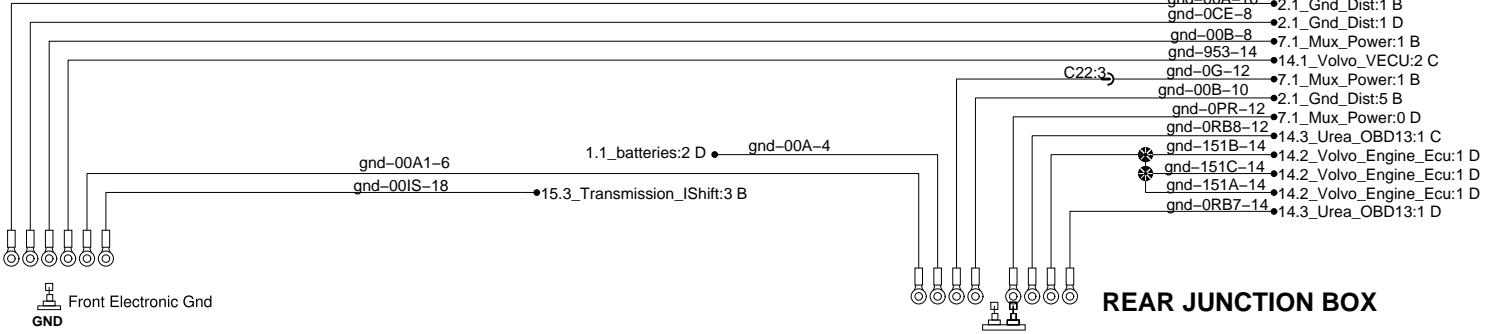 gnd-00A-10 2.1_Gnd_Dist:1 B
gnd-0CE-8 2.1_Gnd_Dist:1 D
gnd-00B-8 7.1_Mux_Power:1 B
gnd-953-14 14.1_Volvo_VECU:2 C
C22:3 gnd-0G-12 7.1_Mux_Power:1 B
gnd-00B-10 2.1_Gnd_Dist:5 B
gnd-0PR-12 7.1_Mux_Power:0 D
gnd-0RB8-12 14.3_Urea_OBD13:1 C
1.1_batteries:2 D gnd-00A-4 gnd-151B-14 14.2_Volvo_Engine_Ecu:1 D
gnd-00A1-6 gnd-151C-14 14.2_Volvo_Engine_Ecu:1 D
gnd-00IS-18 15.3_Transmission_IShift:3 B gnd-151A-14 14.2_Volvo_Engine_Ecu:1 D
gnd-0RB7-14 14.3_Urea_OBD13:1 D
Front Electronic Gnd
GND
REAR JUNCTION BOX